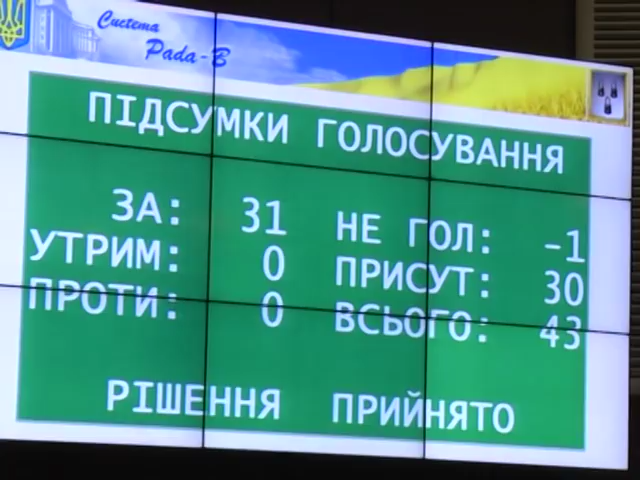 Система
Рада-В
ПІДСУМКИ ГОЛОСУВАННЯ
ЗА: 31 НЕ ГОЛ: -1
УТРИМ: 0 ПРИСУТ: 30
ПРОТИ: 0 ВСЬОГО: 43
РІШЕННЯ ПРИЙНЯТО